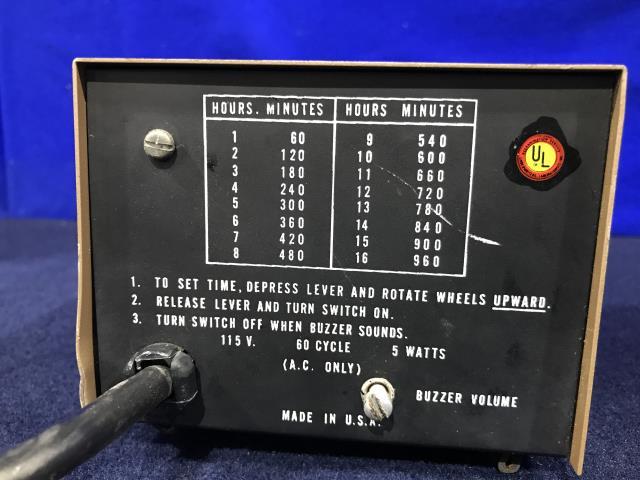 HOURS. MINUTES HOURS MINUTES
1 60 9 540
2 120 10 600
3 180 11 660
4 240 12 720
5 300 13 780
6 360 14 840
7 420 15 900
8 480 16 960
UL
1. TO SET TIME, DEPRESS LEVER AND ROTATE WHEELS UPWARD.
2. RELEASE LEVER AND TURN SWITCH ON.
3. TURN SWITCH OFF WHEN BUZZER SOUNDS.
115 V. 60 CYCLE 5 WATTS
(A.C. ONLY)
BUZZER VOLUME
MADE IN U.S.A.